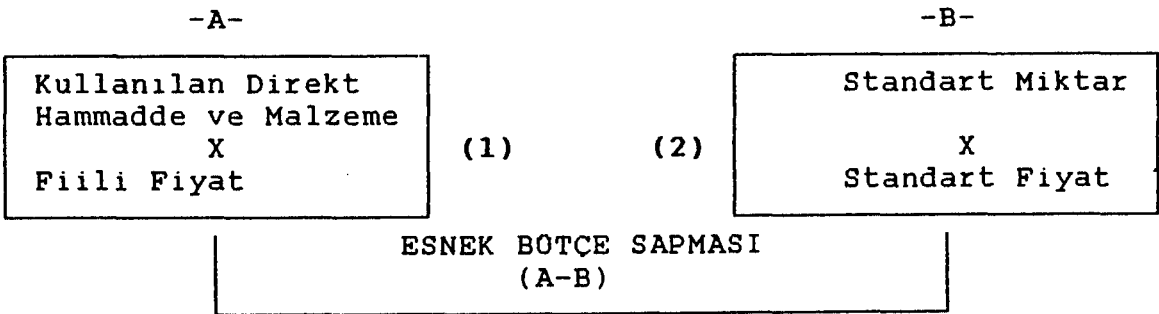 -A- -B-
Kullanılan Direkt
Hammadde ve Malzeme
X
Fiili Fiyat
(1) (2)
Standart Miktar
X
Standart Fiyat
ESNEK BÜTÇE SAPMASI
(A-B)